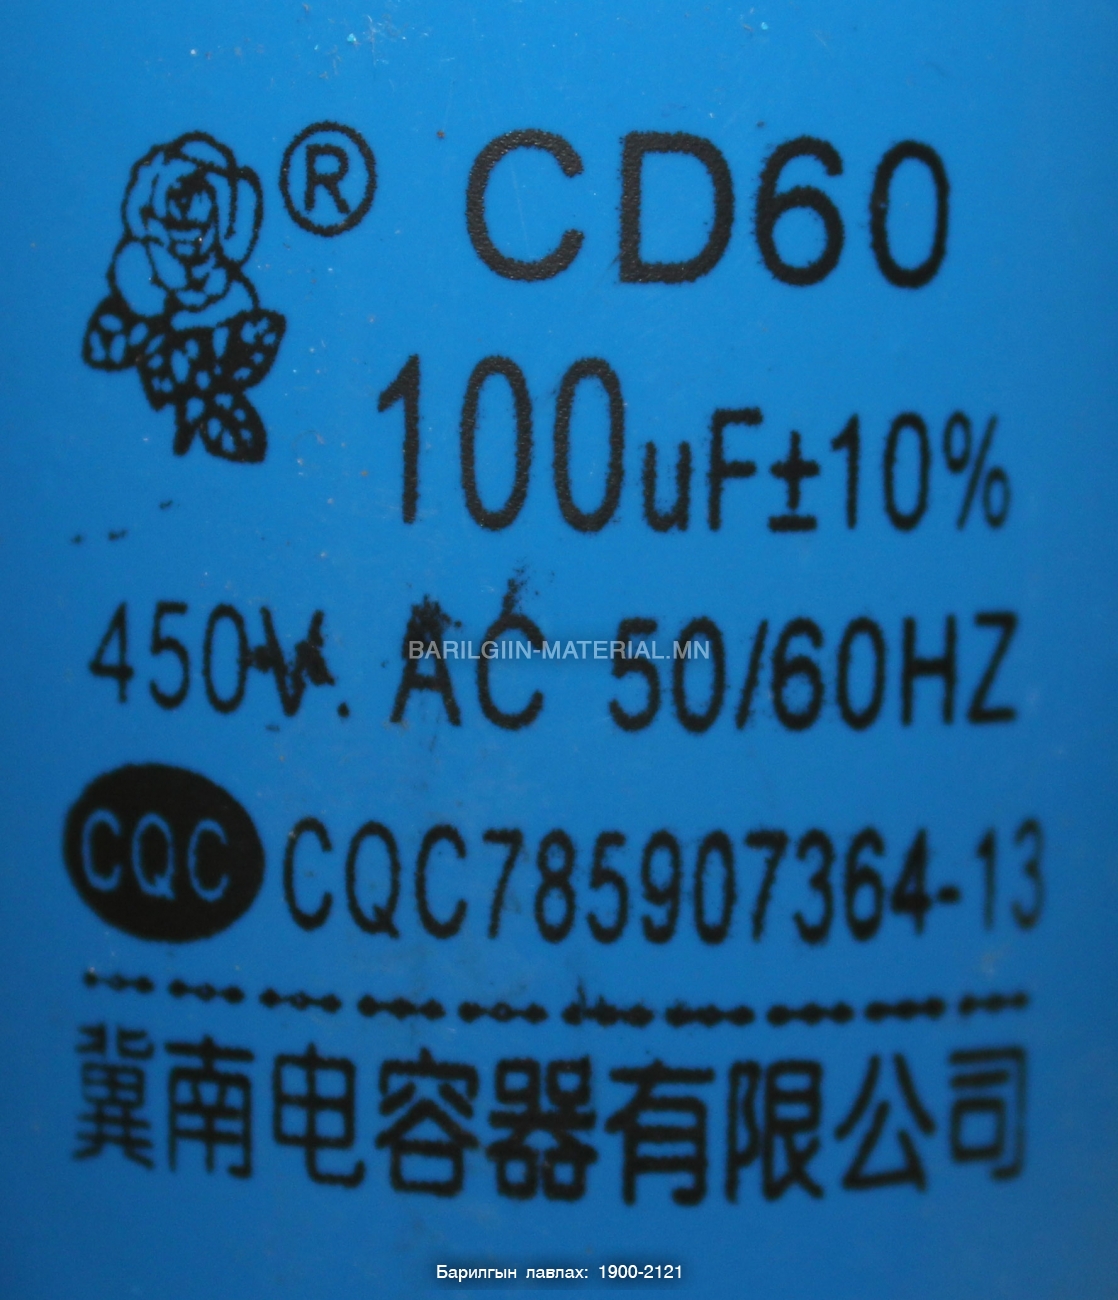 ® CD60
100uF±10%
450V. AC 50/60HZ
BARILGIIN-MATERIAL.MN
CQC CQC785907364-13
冀南电容器有限公司
Барилгын лавлах: 1900-2121